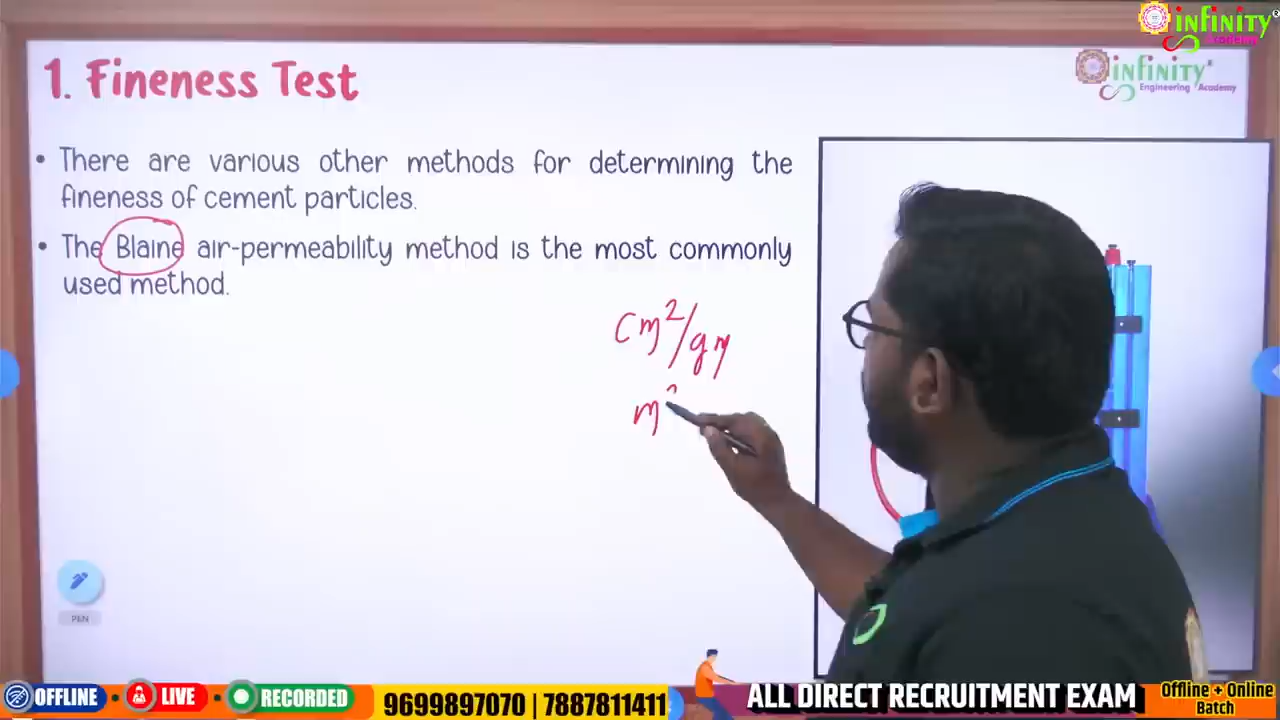 infinity
Academy
1. Fineness Test
infinity
Engineering Academy
• There are various other methods for determining the
fineness of cement particles.
• The Blaine air-permeability method is the most commonly
used method.
cm²/gm
m²
PEN
OFFLINE • LIVE • RECORDED
9699897070 | 7887811411
ALL DIRECT RECRUITMENT EXAM
Offline + Online
Batch